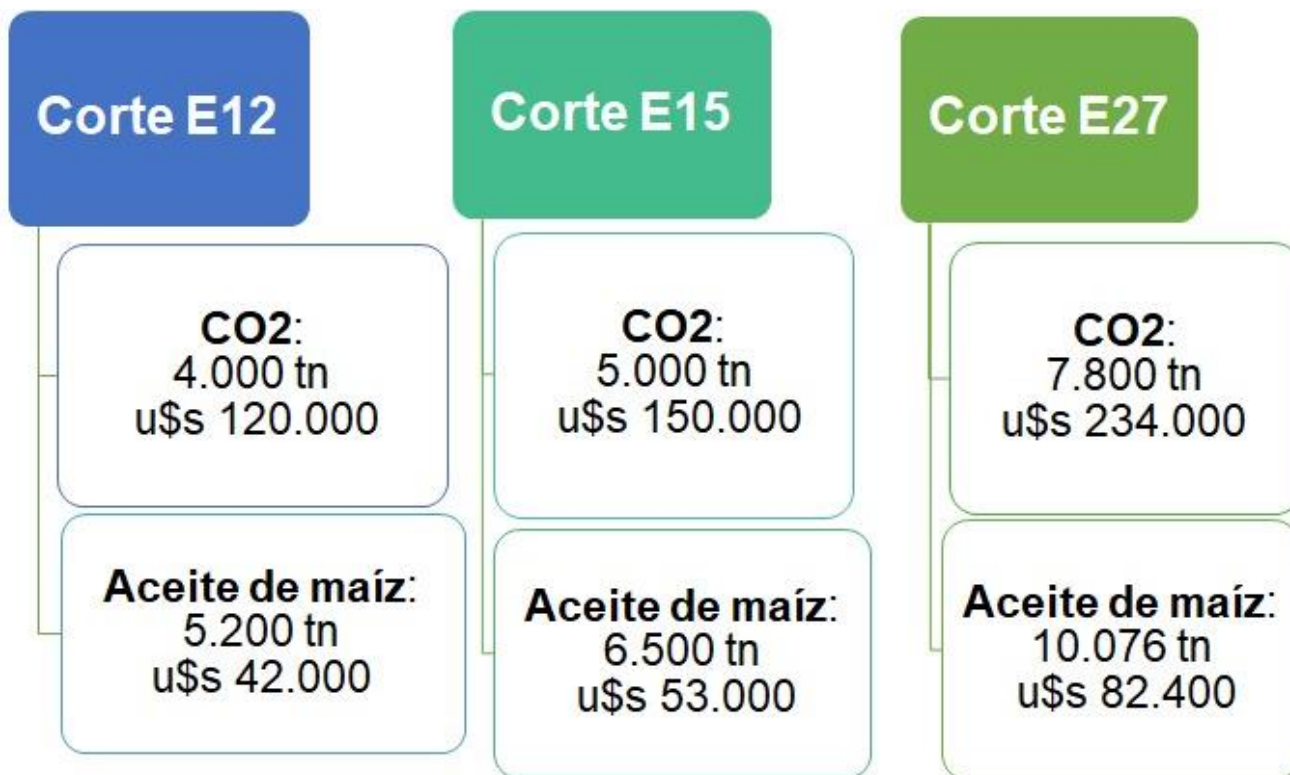 Corte E12
CO2:
4.000 tn
u$s 120.000
Aceite de maíz:
5.200 tn
u$s 42.000
Corte E15
CO2:
5.000 tn
u$s 150.000
Aceite de maíz:
6.500 tn
u$s 53.000
Corte E27
CO2:
7.800 tn
u$s 234.000
Aceite de maíz:
10.076 tn
u$s 82.400